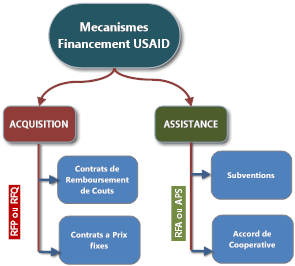 Mecanismes
Financement USAID
ACQUISITION
ASSISTANCE
RFP ou RFQ
Contrats de
Remboursement
de Couts
Contrats a Prix
fixes
RFA ou APS
Subventions
Accord de
Cooperative